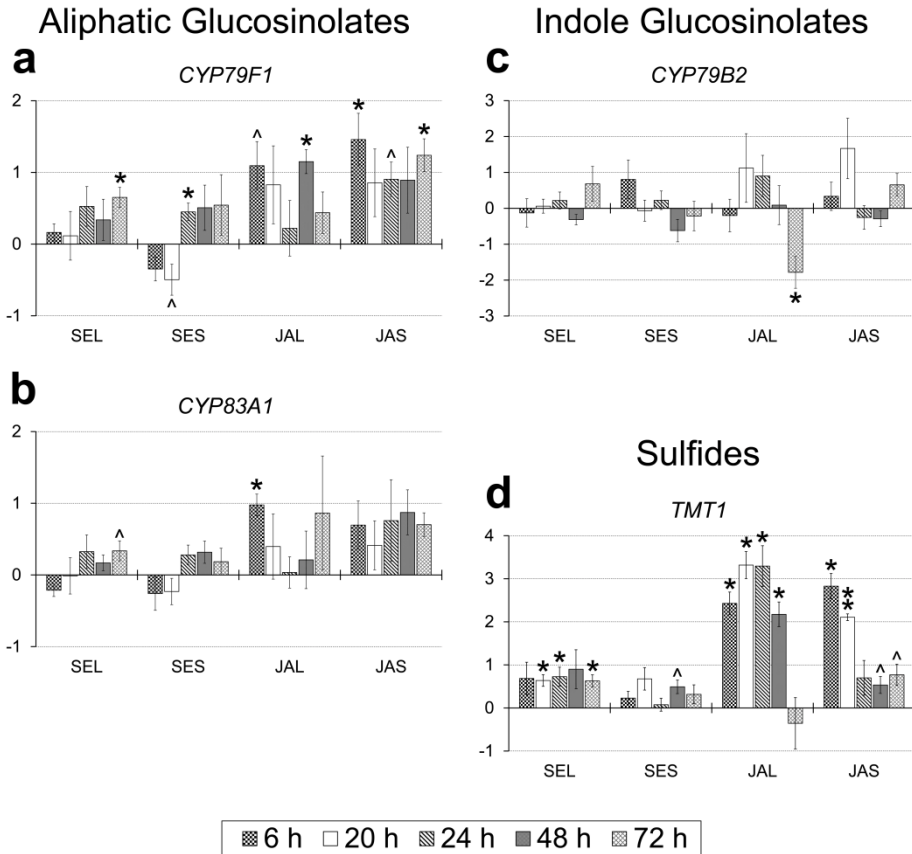 Aliphatic Glucosinolates
a
CYP79F1
2
1
0
-1
^
*
*
^
*
*
^
*
SEL SES JAL JAS
b
CYP83A1
2
1
0
-1
^
*
SEL SES JAL JAS
Indole Glucosinolates
c
CYP79B2
3
2
1
0
-1
-2
-3
*
SEL SES JAL JAS
Sulfides
d
TMT1
4
3
2
1
0
-1
* * *
^
* * * *
* ** ^ ^
SEL SES JAL JAS
6 h 20 h 24 h 48 h 72 h